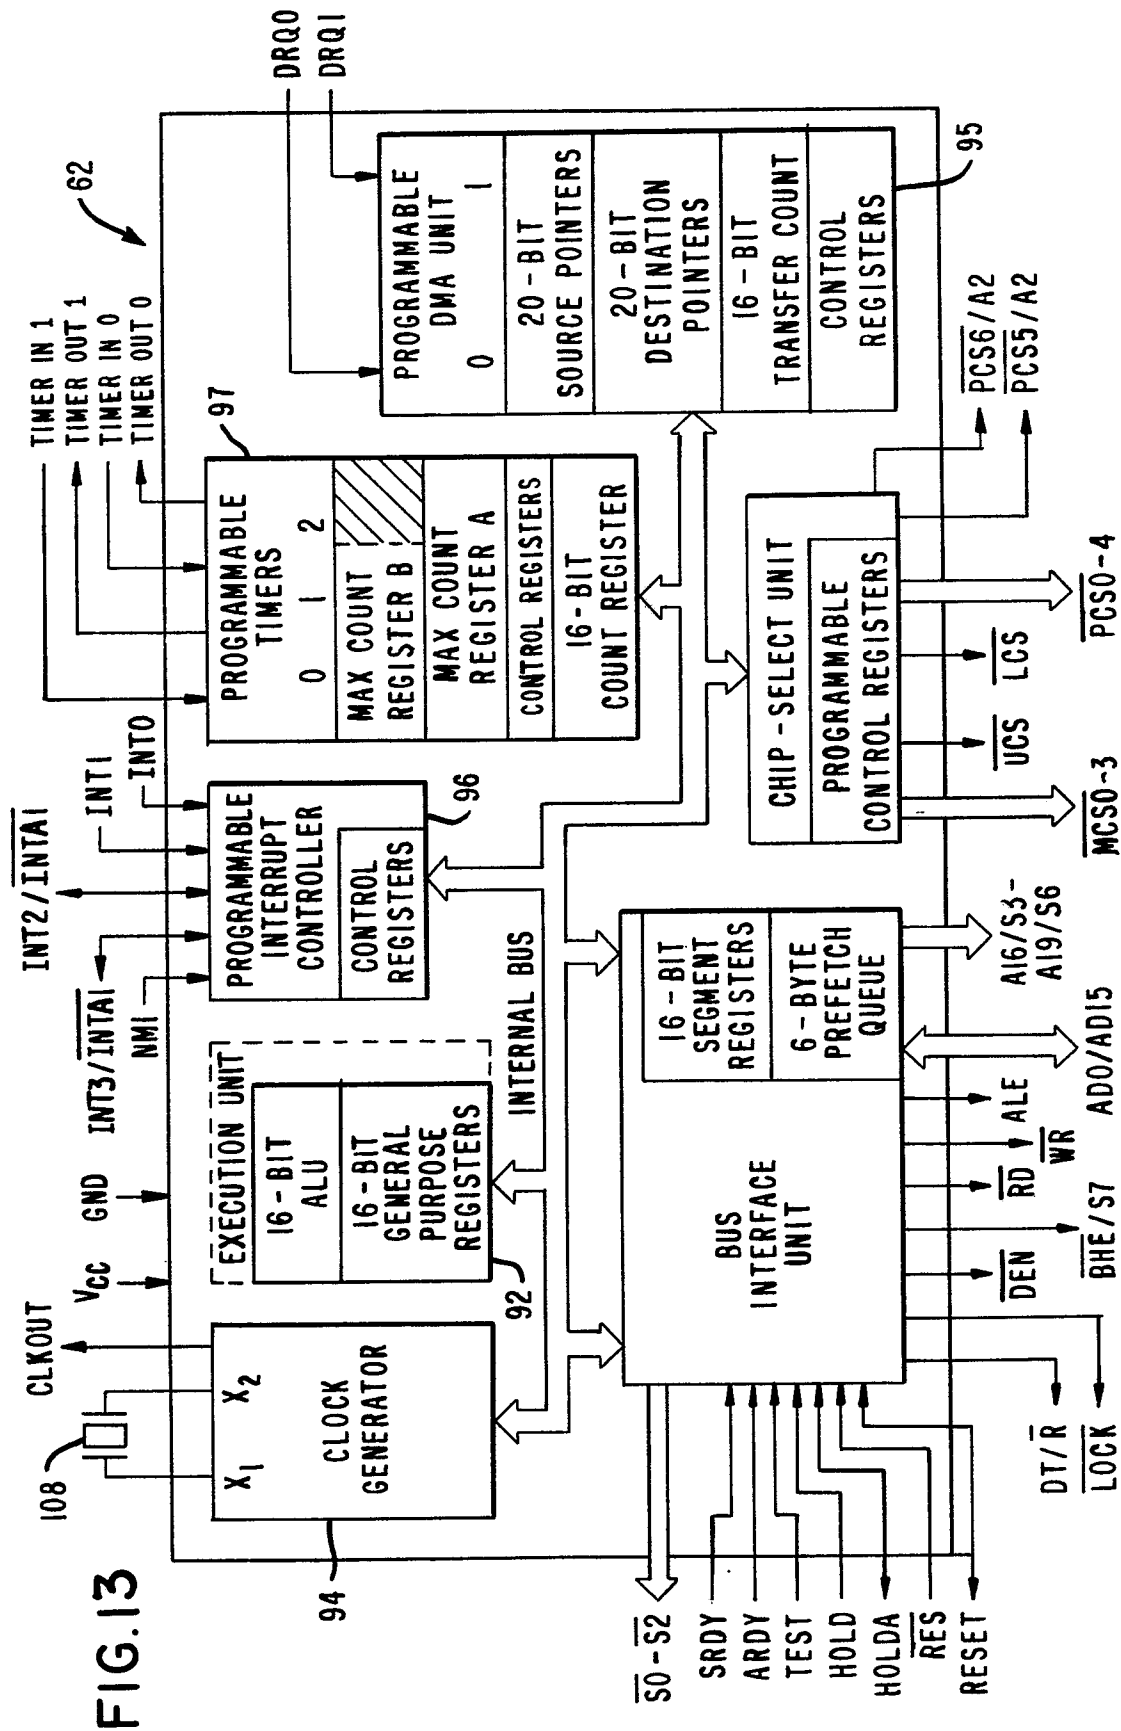 FIG.13
62
108
CLKOUT
VCC
GND
NMI
INT3/INTA1
INT2/INTA1
INT1
INT0
TIMER IN 1
TIMER OUT 1
TIMER IN 0
TIMER OUT 0
DRQ0
DRQ1
94
X1
X2
CLOCK
GENERATOR
EXECUTION UNIT
16-BIT
ALU
16-BIT
GENERAL
PURPOSE
REGISTERS
92
PROGRAMMABLE
INTERRUPT
CONTROLLER
CONTROL
REGISTERS
96
97
PROGRAMMABLE
TIMERS
0 1 2
MAX COUNT
REGISTER B
MAX COUNT
REGISTER A
CONTROL REGISTERS
16-BIT
COUNT REGISTER
PROGRAMMABLE
DMA UNIT
0 1
20-BIT
SOURCE POINTERS
20-BIT
DESTINATION
POINTERS
16-BIT
TRANSFER COUNT
CONTROL
REGISTERS
95
INTERNAL BUS
BUS
INTERFACE
UNIT
16-BIT
SEGMENT
REGISTERS
6-BYTE
PREFETCH
QUEUE
CHIP-SELECT UNIT
PROGRAMMABLE
CONTROL REGISTERS
S0-S2
SRDY
ARDY
TEST
HOLD
HOLDA
RES
RESET
DT/R
LOCK
DEN
BHE/S7
RD
WR
ALE
AD0/AD15
A16/S3-
A19/S6
MCS0-3
UCS
LCS
PCS0-4
PCS6/A2
PCS5/A2